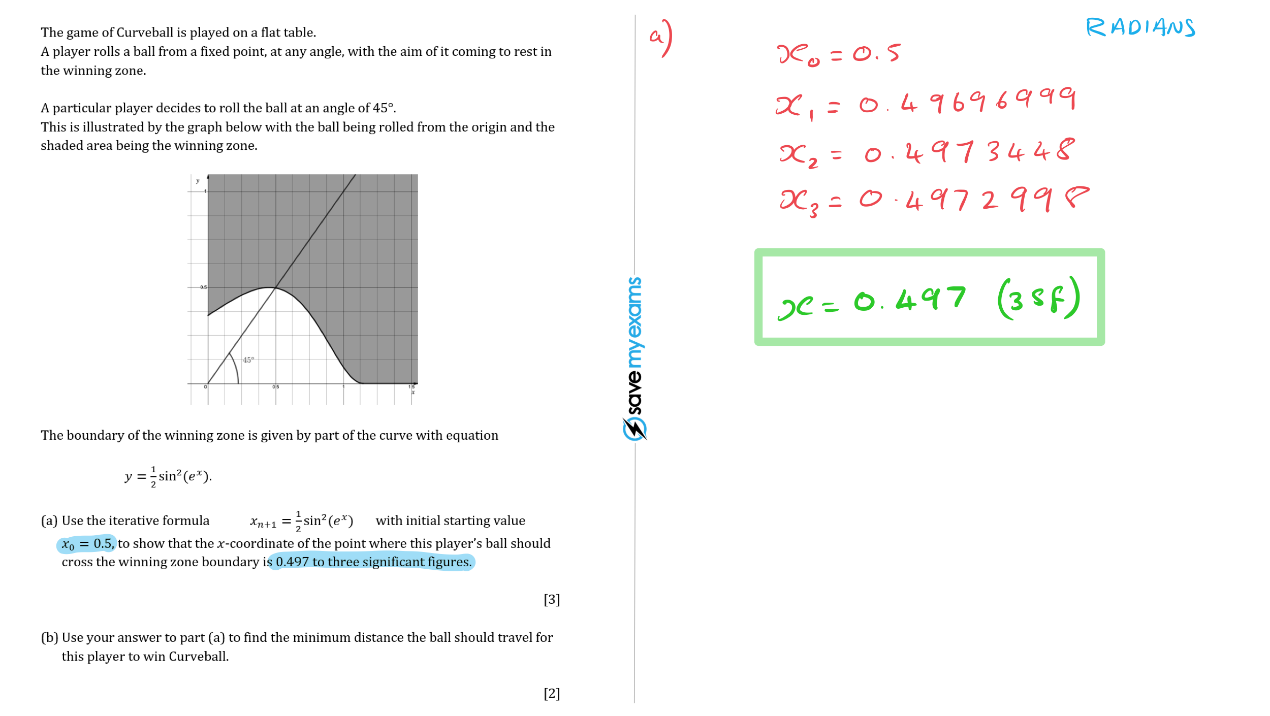 The game of Curveball is played on a flat table.
A player rolls a ball from a fixed point, at any angle, with the aim of it coming to rest in
the winning zone.
A particular player decides to roll the ball at an angle of 45°.
This is illustrated by the graph below with the ball being rolled from the origin and the
shaded area being the winning zone.
y
1
0.5
45°
0 0.5 1 1.5
x
The boundary of the winning zone is given by part of the curve with equation
y = 1/2 sin²(eˣ).
(a) Use the iterative formula xₙ₊₁ = 1/2 sin²(eˣ) with initial starting value
x₀ = 0.5, to show that the x-coordinate of the point where this player's ball should
cross the winning zone boundary is 0.497 to three significant figures.
[3]
(b) Use your answer to part (a) to find the minimum distance the ball should travel for
this player to win Curveball.
[2]
savemyexams
a)
RADIANS
x₀ = 0.5
x₁ = 0.49696999
x₂ = 0.4973448
x₃ = 0.4972998
x = 0.497 (3sf)